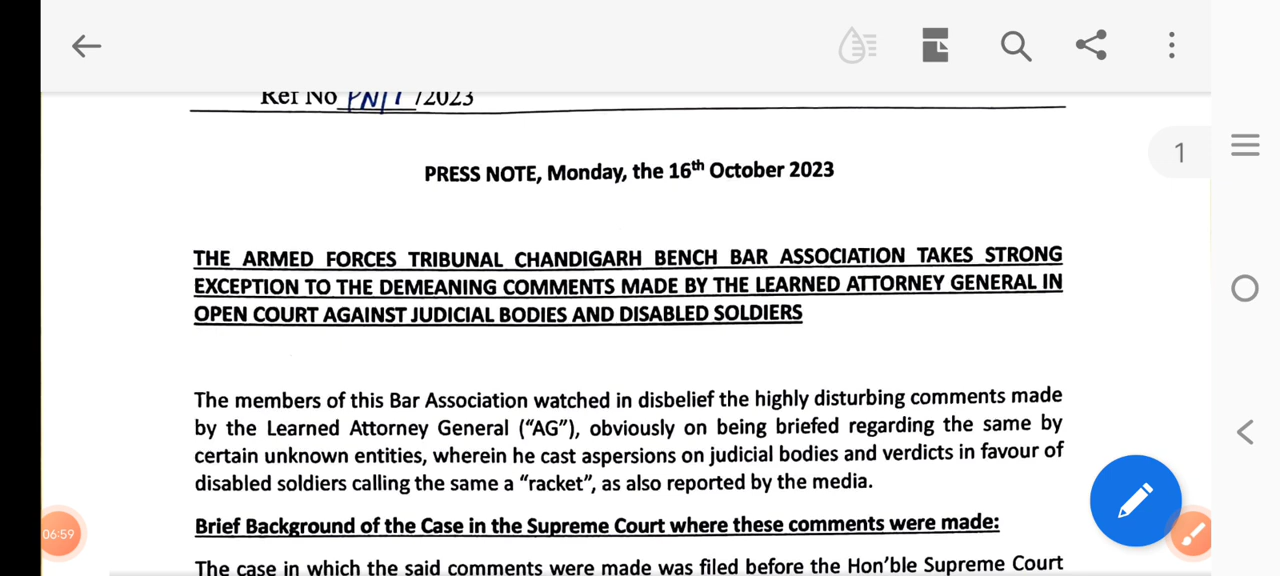 Ref No PN/1 /2023
1
PRESS NOTE, Monday, the 16th October 2023
THE ARMED FORCES TRIBUNAL CHANDIGARH BENCH BAR ASSOCIATION TAKES STRONG
EXCEPTION TO THE DEMEANING COMMENTS MADE BY THE LEARNED ATTORNEY GENERAL IN
OPEN COURT AGAINST JUDICIAL BODIES AND DISABLED SOLDIERS
The members of this Bar Association watched in disbelief the highly disturbing comments made
by the Learned Attorney General (“AG”), obviously on being briefed regarding the same by
certain unknown entities, wherein he cast aspersions on judicial bodies and verdicts in favour of
disabled soldiers calling the same a “racket”, as also reported by the media.
Brief Background of the Case in the Supreme Court where these comments were made:
06:59
The case in which the said comments were made was filed before the Hon’ble Supreme Court